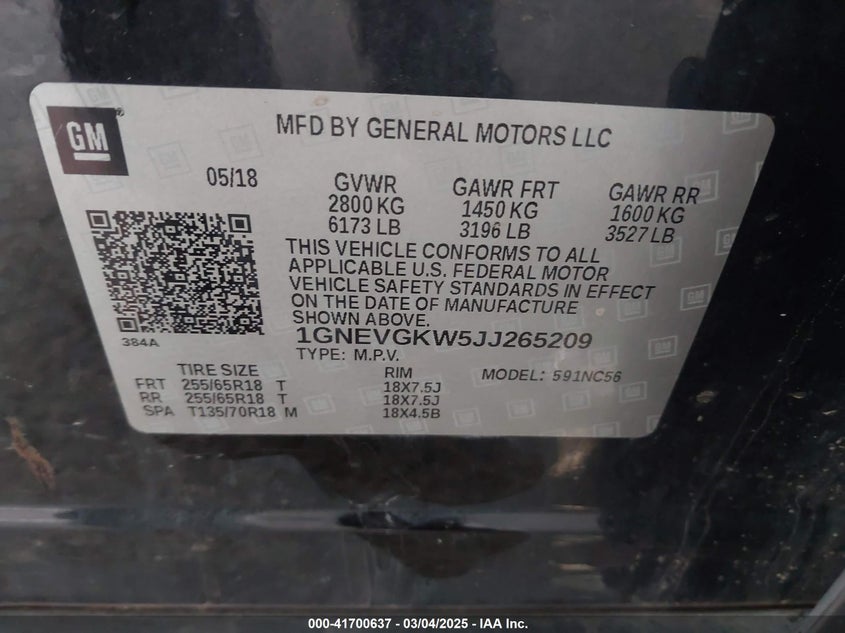 GM
MFD BY GENERAL MOTORS LLC
05/18
GVWR
2800 KG
6173 LB
GAWR FRT
1450 KG
3196 LB
GAWR RR
1600 KG
3527 LB
THIS VEHICLE CONFORMS TO ALL
APPLICABLE U.S. FEDERAL MOTOR
VEHICLE SAFETY STANDARDS IN EFFECT
ON THE DATE OF MANUFACTURE
SHOWN ABOVE.
384A
1GNEVGKW5JJ265209
TYPE: M.P.V.
TIRE SIZE RIM MODEL: 591NC56
FRT 255/65R18 T 18X7.5J
RR 255/65R18 T 18X7.5J
SPA T135/70R18 M 18X4.5B
000-41700637 - 03/04/2025 - IAA Inc.